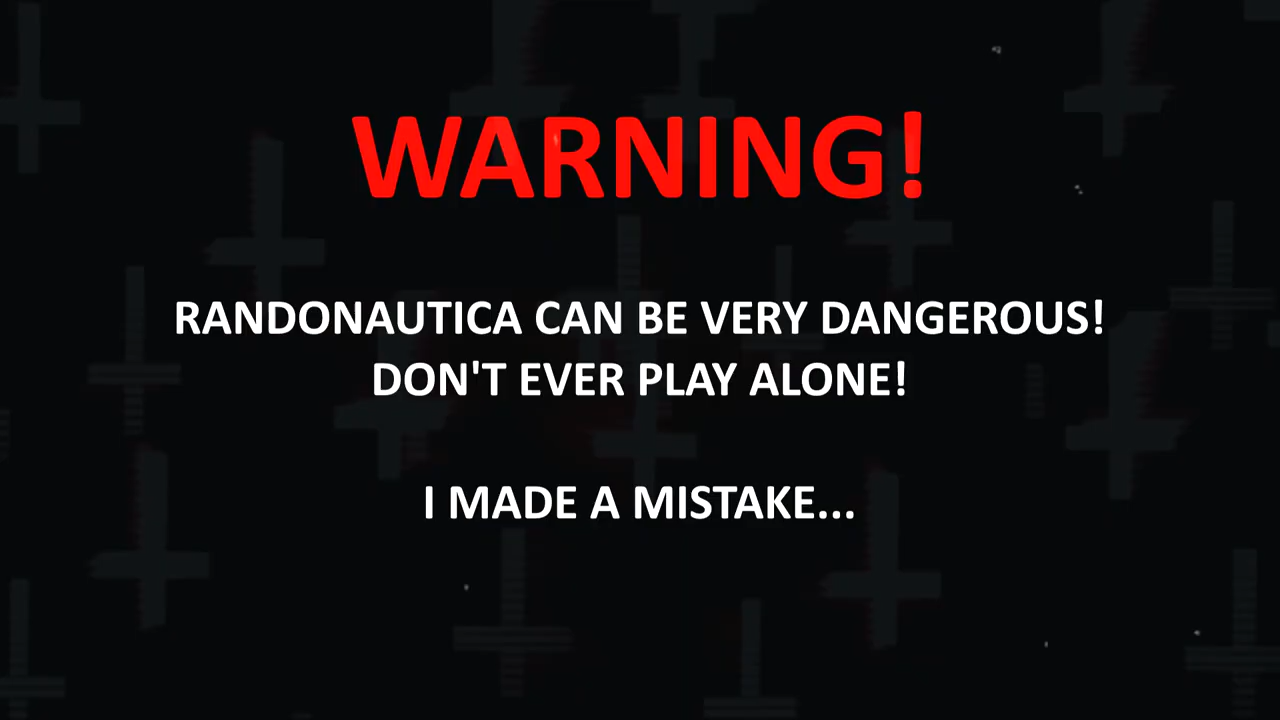 WARNING!
RANDONAUTICA CAN BE VERY DANGEROUS!
DON'T EVER PLAY ALONE!
I MADE A MISTAKE...